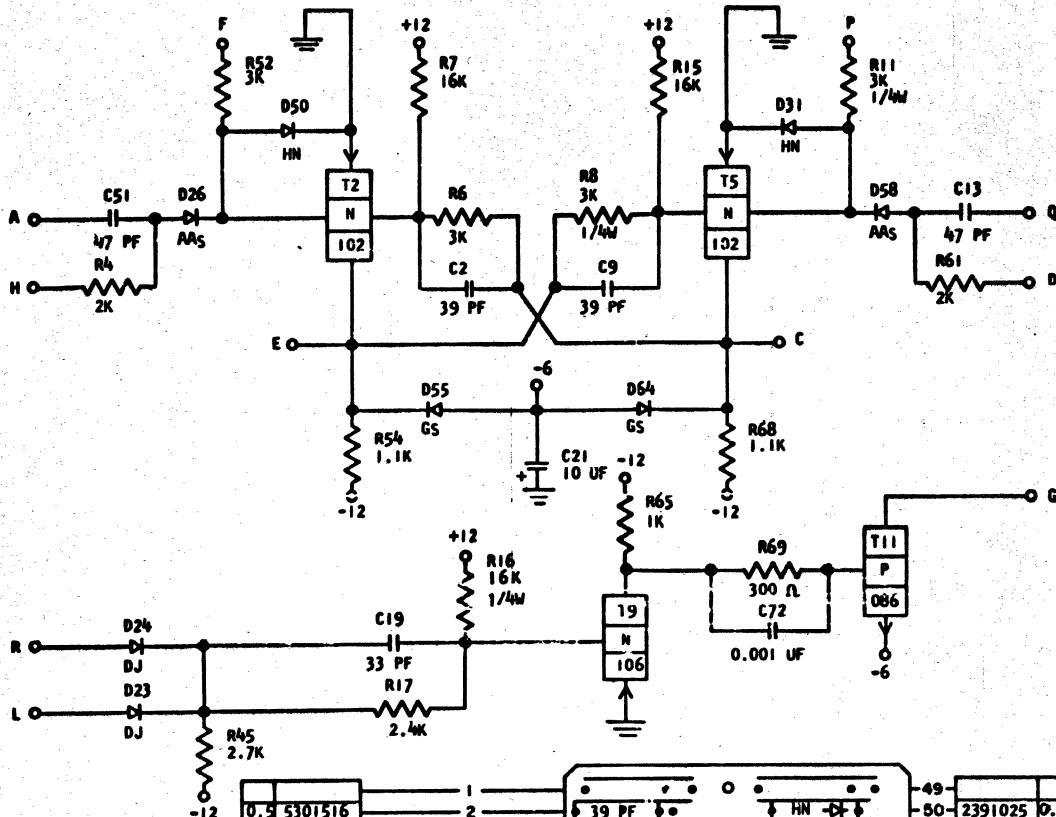 F
+12
+12
P
R52
3K
R7
16K
R15
16K
R11
3K
1/4W
D50
HN
D31
HN
T2
N
102
T5
N
102
A
C51
47 PF
D26
AAS
R6
3K
R8
3K
1/4W
D58
AAS
C13
47 PF
H
R4
2K
C2
39 PF
C9
39 PF
R61
2K
D
E
C
-6
D55
GS
D64
GS
R54
1.1K
-12
C21
10 UF
+
R68
1.1K
-12
-12
R65
1K
G
+12
R16
16K
1/4W
R69
300 Ω
C72
0.001 UF
T11
P
086
-6
R
D24
DJ
C19
33 PF
19
N
106
L
D23
DJ
R17
2.4K
R45
2.7K
-12
1
49
0.5 5301516
2
39 PF
HN
50
2391025 0.